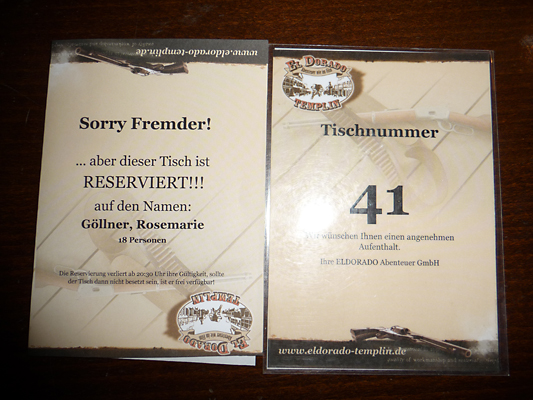 www.eldorado-templin.de
Sorry Fremder!
... aber dieser Tisch ist
RESERVIERT!!!
auf den Namen:
Göllner, Rosemarie
18 Personen
Die Reservierung verliert ab 20:30 Uhr ihre Gültigkeit, sollte
der Tisch dann nicht besetzt sein, ist er frei verfügbar!
EL DORADO
TEMPLIN
EL DORADO
TEMPLIN
Tischnummer
41
Wir wünschen Ihnen einen angenehmen
Aufenthalt.
Ihre ELDORADO Abenteuer GmbH
www.eldorado-templin.de